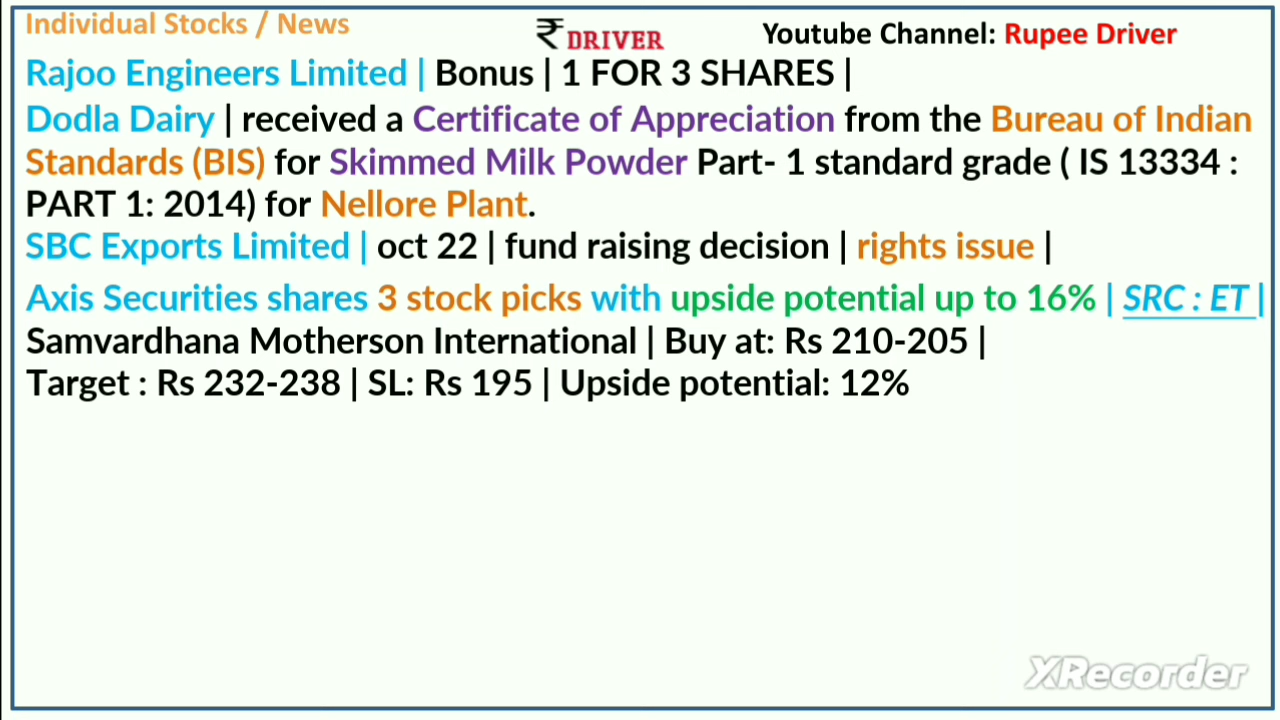 Individual Stocks / News
₹ DRIVER
Youtube Channel: Rupee Driver
Rajoo Engineers Limited | Bonus | 1 FOR 3 SHARES |
Dodla Dairy | received a Certificate of Appreciation from the Bureau of Indian
Standards (BIS) for Skimmed Milk Powder Part- 1 standard grade ( IS 13334 :
PART 1: 2014) for Nellore Plant.
SBC Exports Limited | oct 22 | fund raising decision | rights issue |
Axis Securities shares 3 stock picks with upside potential up to 16% | SRC : ET |
Samvardhana Motherson International | Buy at: Rs 210-205 |
Target : Rs 232-238 | SL: Rs 195 | Upside potential: 12%
XRecorder